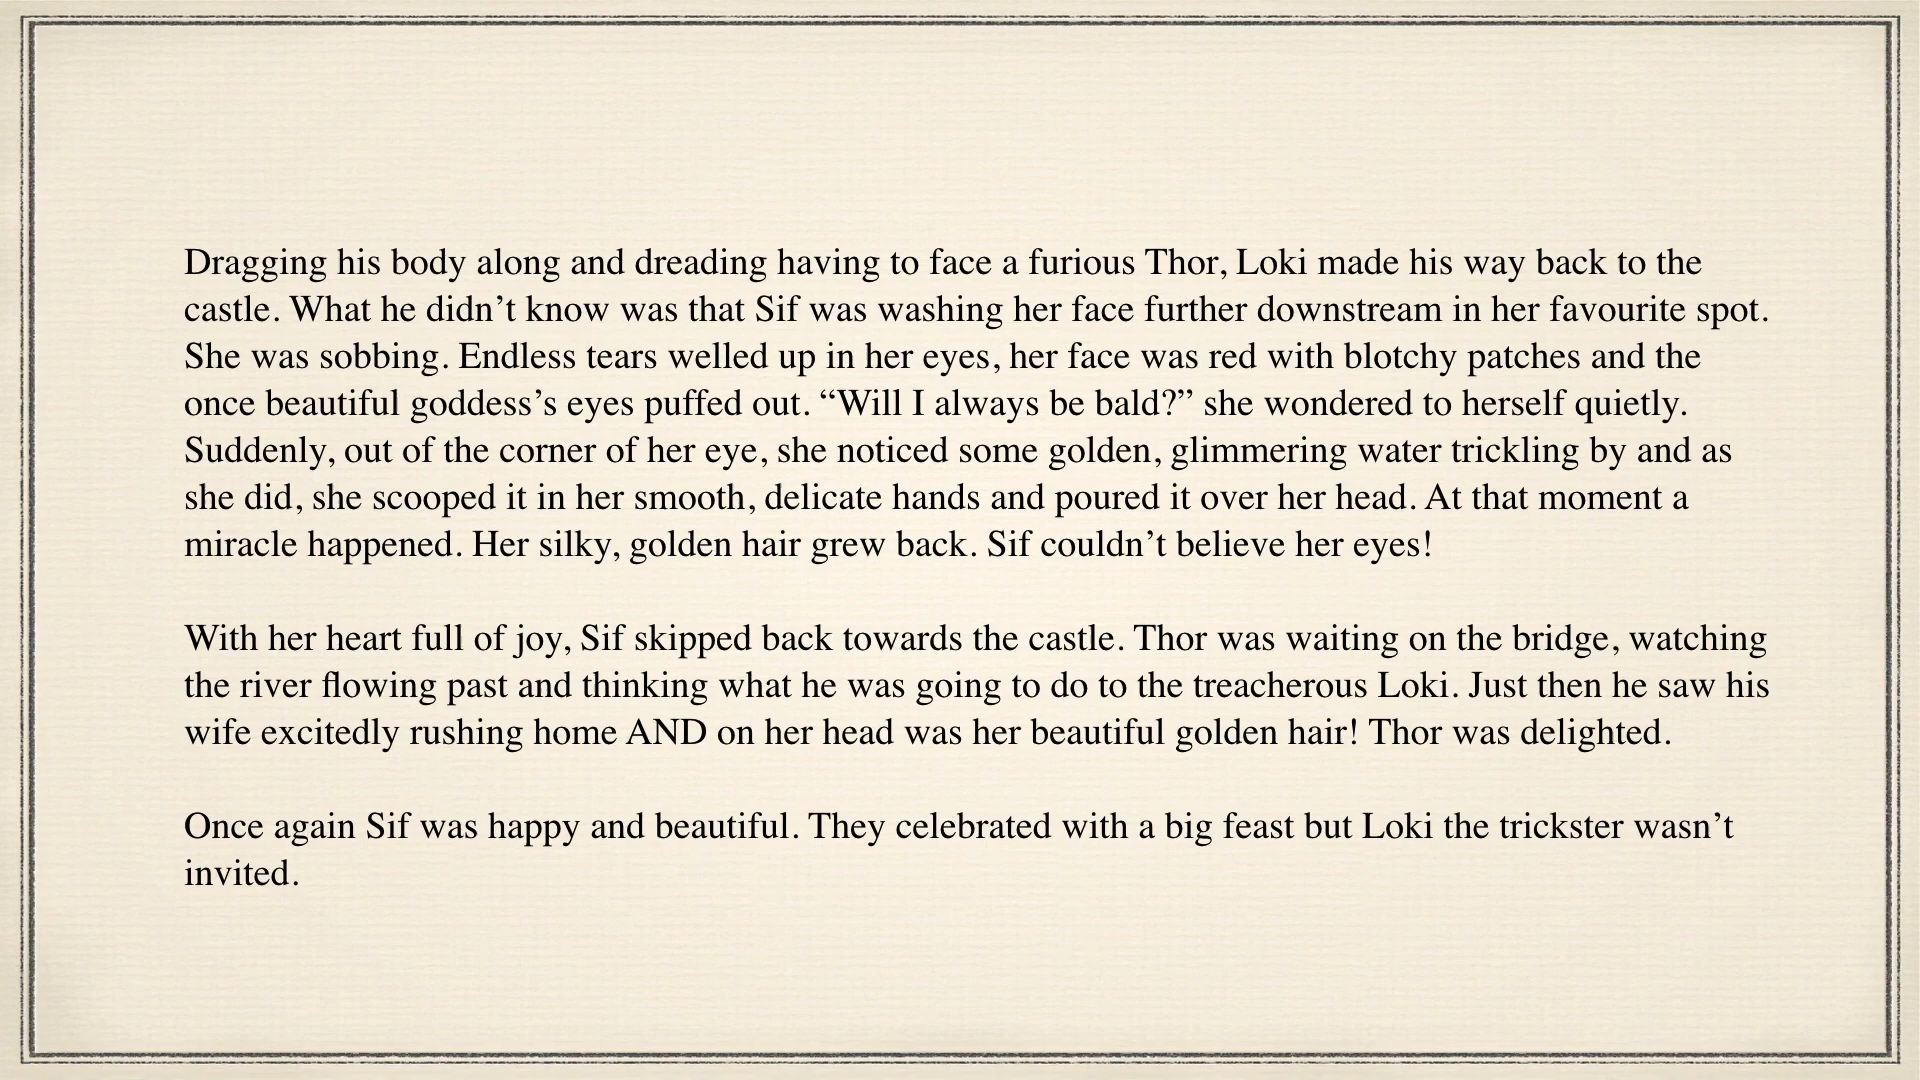 Dragging his body along and dreading having to face a furious Thor, Loki made his way back to the
castle. What he didn’t know was that Sif was washing her face further downstream in her favourite spot.
She was sobbing. Endless tears welled up in her eyes, her face was red with blotchy patches and the
once beautiful goddess’s eyes puffed out. “Will I always be bald?” she wondered to herself quietly.
Suddenly, out of the corner of her eye, she noticed some golden, glimmering water trickling by and as
she did, she scooped it in her smooth, delicate hands and poured it over her head. At that moment a
miracle happened. Her silky, golden hair grew back. Sif couldn’t believe her eyes!
With her heart full of joy, Sif skipped back towards the castle. Thor was waiting on the bridge, watching
the river flowing past and thinking what he was going to do to the treacherous Loki. Just then he saw his
wife excitedly rushing home AND on her head was her beautiful golden hair! Thor was delighted.
Once again Sif was happy and beautiful. They celebrated with a big feast but Loki the trickster wasn’t
invited.